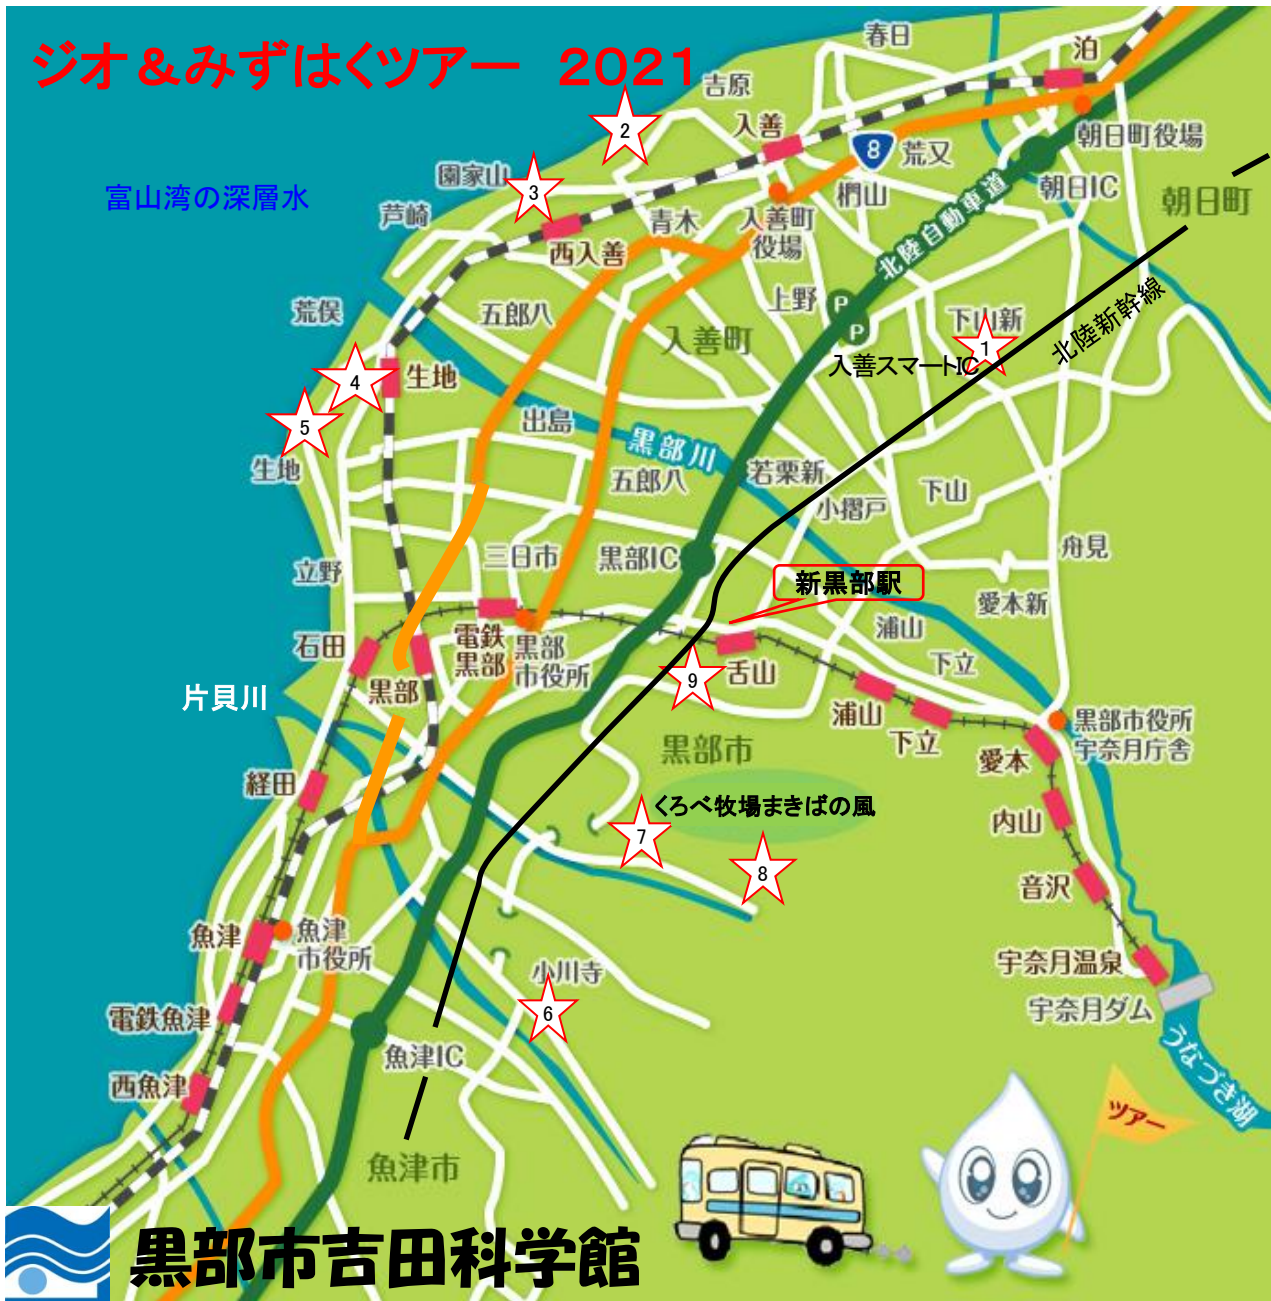 ジオ&みずはくツアー 2021
春日
泊
吉原
2
入善
8
荒又
朝日町役場
園家山
3
富山湾の深層水
朝日IC
朝日町
椚山
芦崎
青木
入善町
役場
北陸自動車道
西入善
荒俣
五郎八
上野
P
P
下山新
北陸新幹線
入善町
1
入善スマートIC
4
生地
5
出島
黒部川
生地
五郎八
若栗新
下山
小摺戸
三日市
黒部IC
舟見
立野
新黒部駅
愛本新
石田
電鉄
黒部
黒部
市役所
浦山
下立
9
舌山
片貝川
黒部
浦山
下立
黒部市役所
宇奈月庁舎
黒部市
愛本
経田
くろべ牧場まきばの風
7
内山
8
音沢
魚津
魚津
市役所
小川寺
宇奈月温泉
6
宇奈月ダム
電鉄魚津
魚津IC
うなづき湖
西魚津
ツアー
魚津市
黒部市吉田科学館